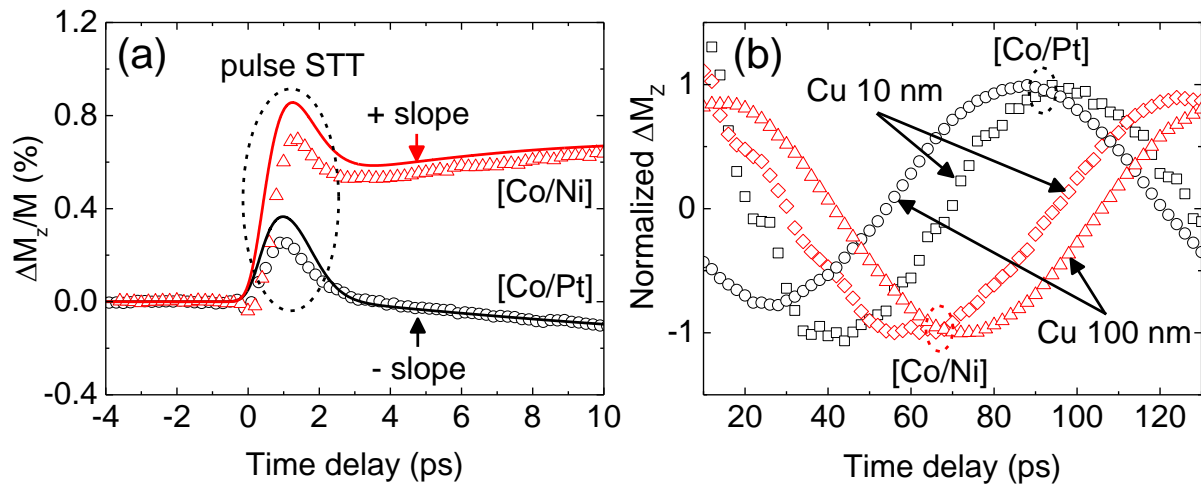 (a)
pulse STT
+ slope
[Co/Ni]
[Co/Pt]
- slope
1.2
0.8
0.4
0.0
-0.4
ΔM_z/M (%)
-4 -2 0 2 4 6 8 10
Time delay (ps)
(b)
[Co/Pt]
Cu 10 nm
Cu 100 nm
[Co/Ni]
1
0
-1
Normalized ΔM_Z
20 40 60 80 100 120
Time delay (ps)